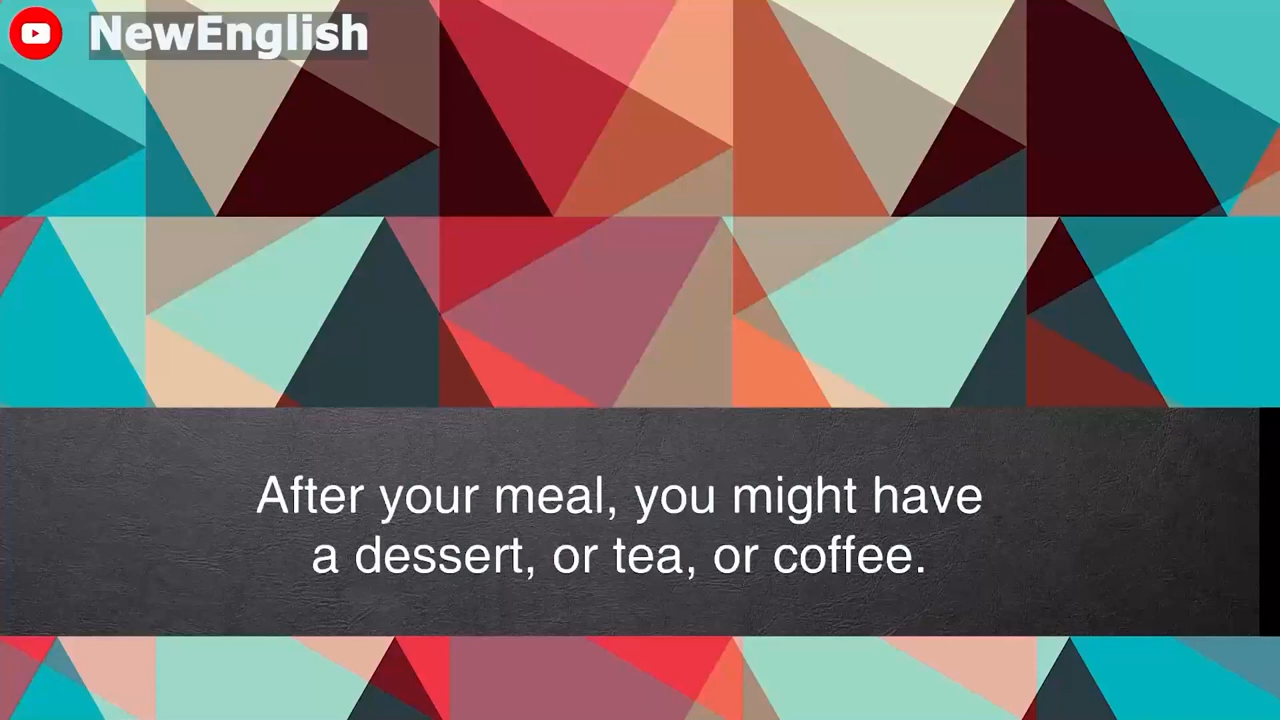 NewEnglish
After your meal, you might have
a dessert, or tea, or coffee.